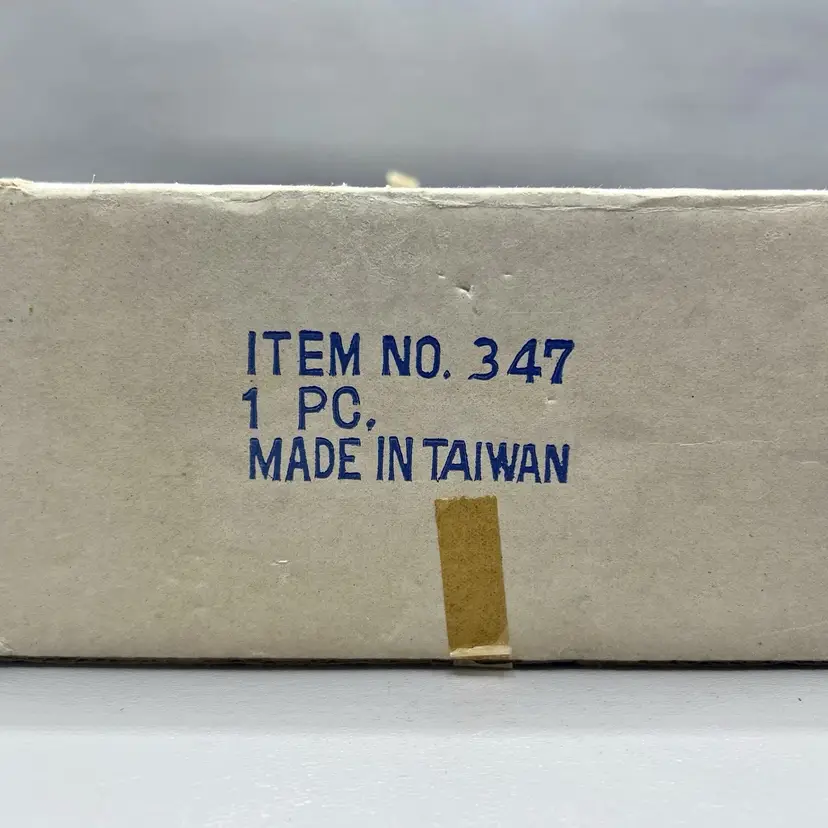 ITEM NO. 347
1 PC.
MADE IN TAIWAN